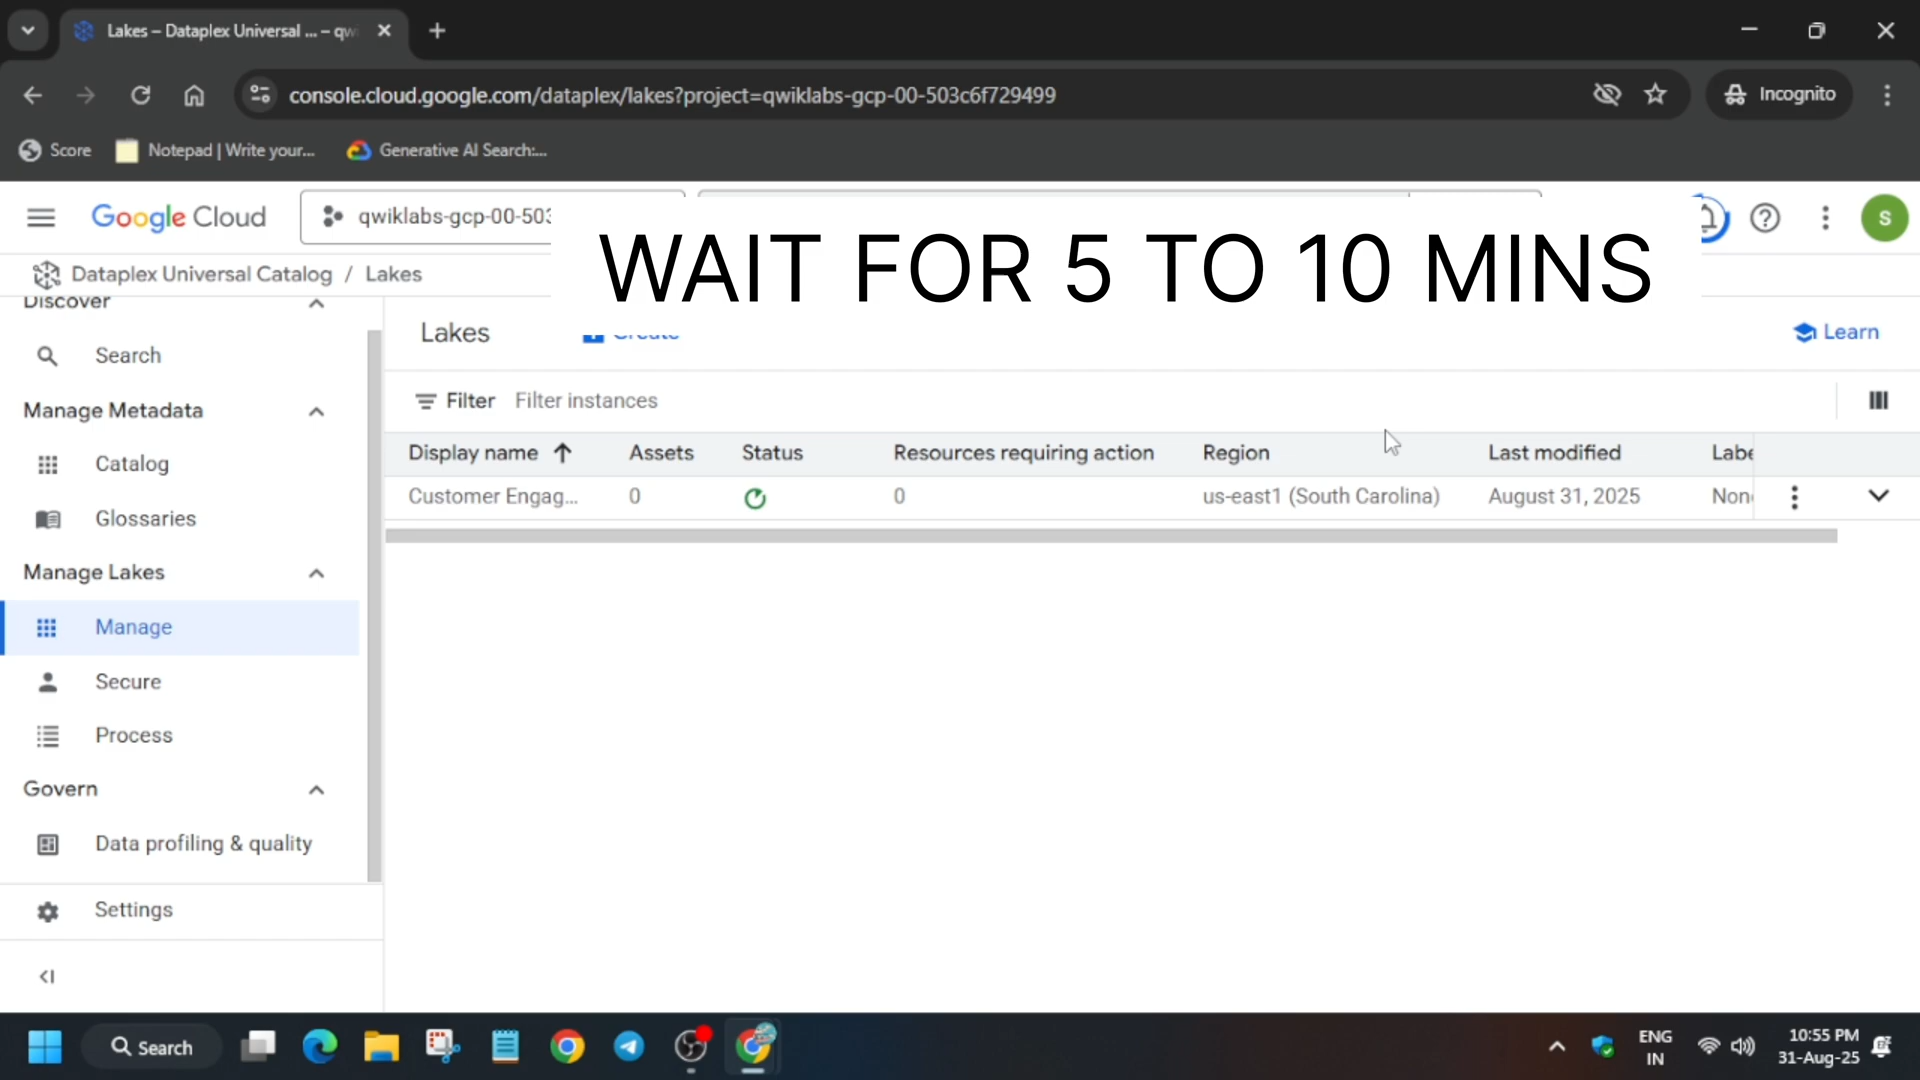 Lakes – Dataplex Universal ... – qw
console.cloud.google.com/dataplex/lakes?project=qwiklabs-gcp-00-503c6f729499
Incognito
Score
Notepad | Write your...
Generative AI Search:...
Google Cloud
qwiklabs-gcp-00-503
S
WAIT FOR 5 TO 10 MINS
Dataplex Universal Catalog / Lakes
Discover
Search
Manage Metadata
Catalog
Glossaries
Manage Lakes
Manage
Secure
Process
Govern
Data profiling & quality
Settings
Lakes
Create
Learn
Filter Filter instances
Display name Assets Status Resources requiring action Region Last modified Labe
Customer Engag... 0 0 us-east1 (South Carolina) August 31, 2025 Non
Search
ENG
IN
10:55 PM
31-Aug-25